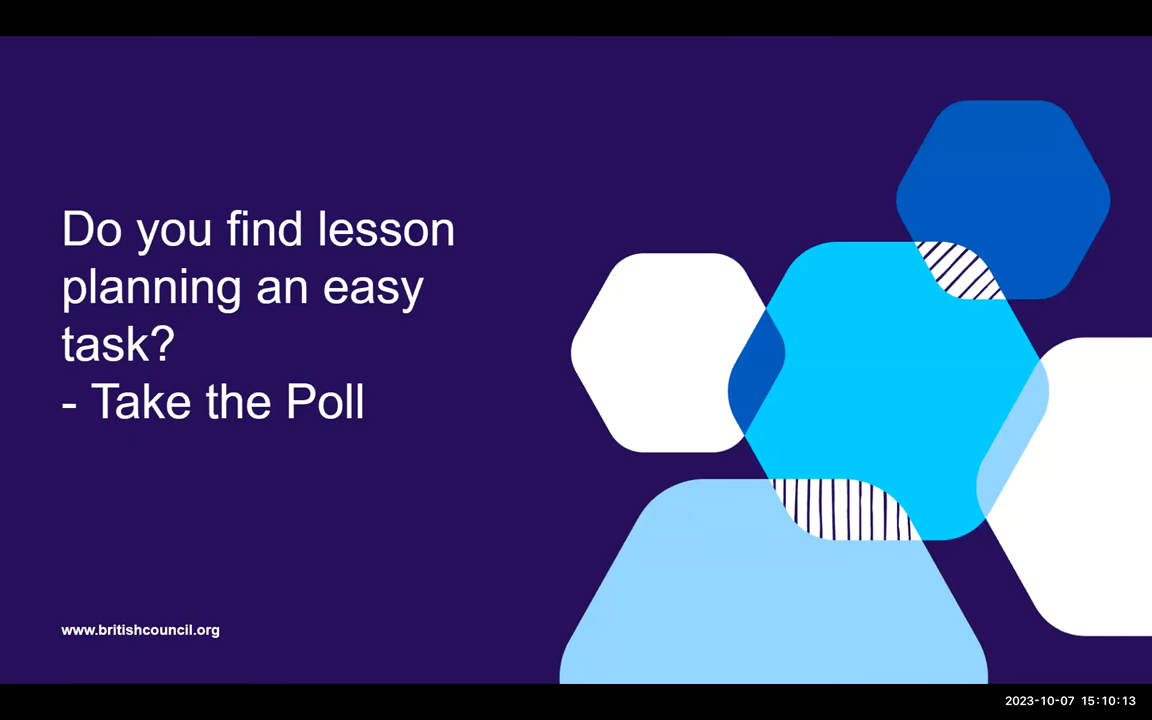 Do you find lesson
planning an easy
task?
- Take the Poll
www.britishcouncil.org
2023-10-07 15:10:13